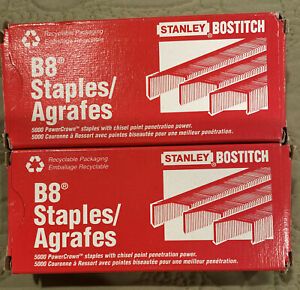 Recyclable Packaging
Emballage Recyclable
STANLEY BOSTITCH
B8®
Staples/
Agrafes
5000 PowerCrown™ staples with chisel point penetration power.
5000 Couronne à Ressort avec pointes biseautée pour une meilleur pénétration.
Recyclable Packaging
Emballage Recyclable
STANLEY BOSTITCH
B8®
Staples/
Agrafes
5000 PowerCrown™ staples with chisel point penetration power.
5000 Couronne à Ressort avec pointes biseautée pour une meilleur pénétration.